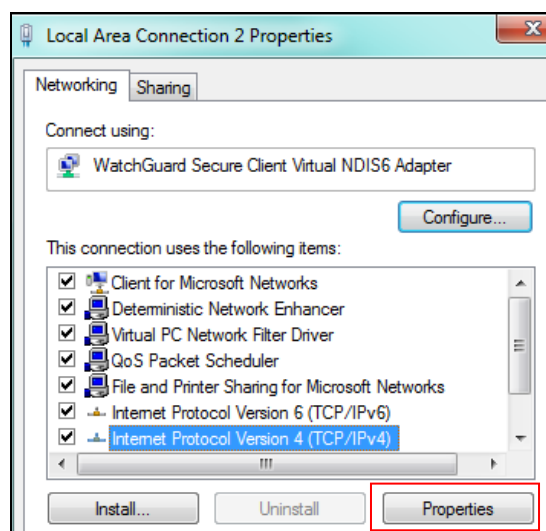 Local Area Connection 2 Properties
Networking
Sharing
Connect using:
WatchGuard Secure Client Virtual NDIS6 Adapter
Configure...
This connection uses the following items:
Client for Microsoft Networks
Deterministic Network Enhancer
Virtual PC Network Filter Driver
QoS Packet Scheduler
File and Printer Sharing for Microsoft Networks
Internet Protocol Version 6 (TCP/IPv6)
Internet Protocol Version 4 (TCP/IPv4)
Install...
Uninstall
Properties